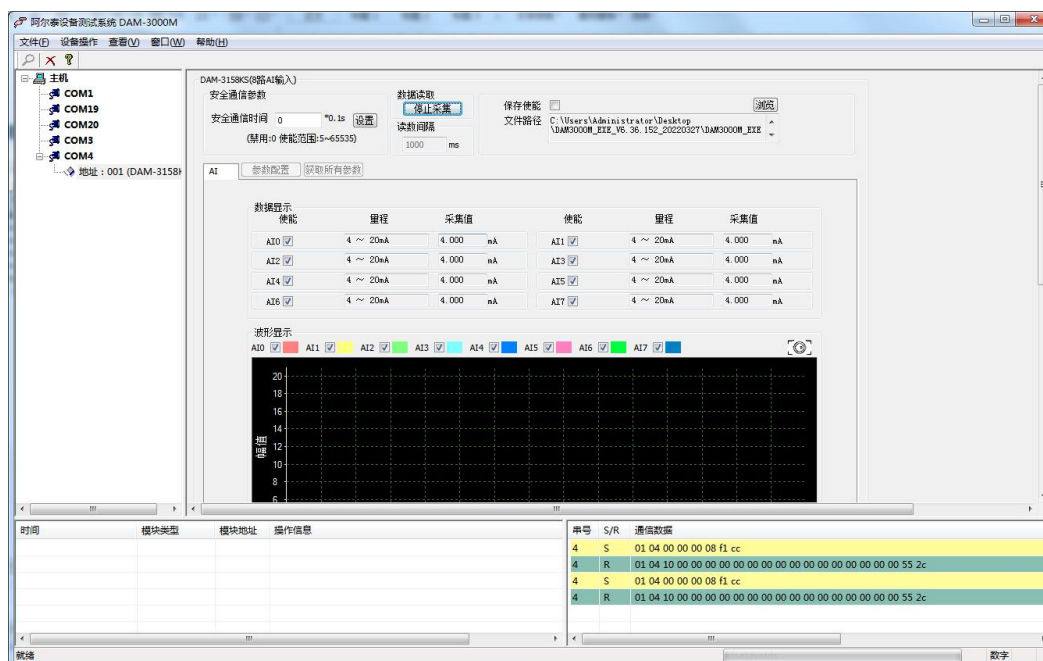 阿尔泰设备测试系统 DAM-3000M
文件(F) 设备操作 查看(V) 窗口(W) 帮助(H)
主机
COM1
COM19
COM20
COM3
COM4
地址：001 (DAM-3158K
DAM-3158KS(8路AI输入)
安全通信参数
安全通信时间 0 *0.1s 设置
(禁用:0 使能范围:5~65535)
数据读取
停止采集
读数间隔
1000 ms
保存使能 浏览
文件路径 C:\Users\Administrator\Desktop
\DAM3000M_EXE_V6.36.152_20220327\DAM3000M_EXE
AI 参数配置 获取所有参数
数据显示
使能 量程 采集值 使能 量程 采集值
AI0 4 ～ 20mA 4.000 mA AI1 4 ～ 20mA 4.000 mA
AI2 4 ～ 20mA 4.000 mA AI3 4 ～ 20mA 4.000 mA
AI4 4 ～ 20mA 4.000 mA AI5 4 ～ 20mA 4.000 mA
AI6 4 ～ 20mA 4.000 mA AI7 4 ～ 20mA 4.000 mA
波形显示
AI0 AI1 AI2 AI3 AI4 AI5 AI6 AI7
幅值
20
18
16
14
12
10
8
6
时间 模块类型 模块地址 操作信息
串号 S/R 通信数据
4 S 01 04 00 00 00 08 f1 cc
4 R 01 04 10 00 00 00 00 00 00 00 00 00 00 00 00 00 00 00 00 55 2c
4 S 01 04 00 00 00 08 f1 cc
4 R 01 04 10 00 00 00 00 00 00 00 00 00 00 00 00 00 00 00 00 55 2c
就绪 数字